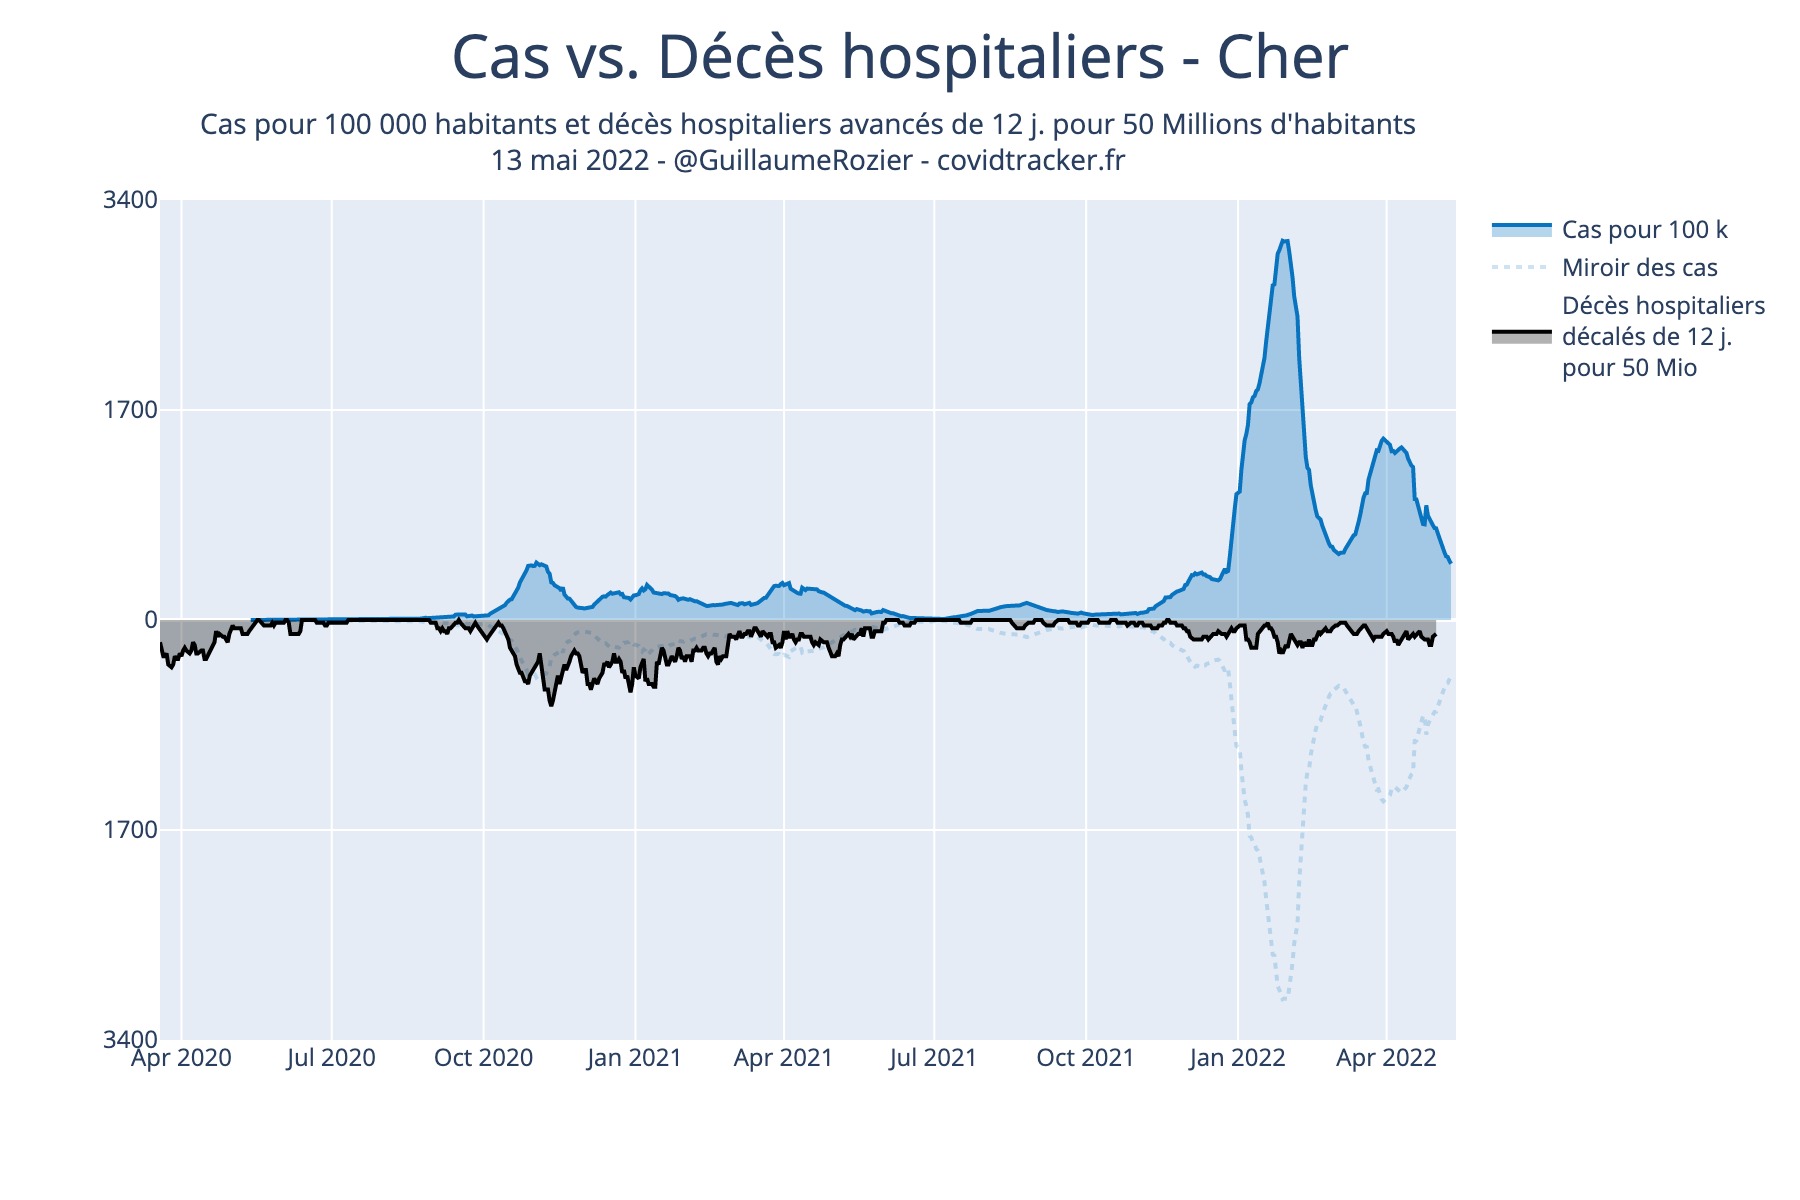 Cas vs. Décès hospitaliers - Cher
Cas pour 100 000 habitants et décès hospitaliers avancés de 12 j. pour 50 Millions d'habitants
13 mai 2022 - @GuillaumeRozier - covidtracker.fr
3400
1700
0
1700
3400
Apr 2020
Jul 2020
Oct 2020
Jan 2021
Apr 2021
Jul 2021
Oct 2021
Jan 2022
Apr 2022
Cas pour 100 k
Miroir des cas
Décès hospitaliers
décalés de 12 j.
pour 50 Mio